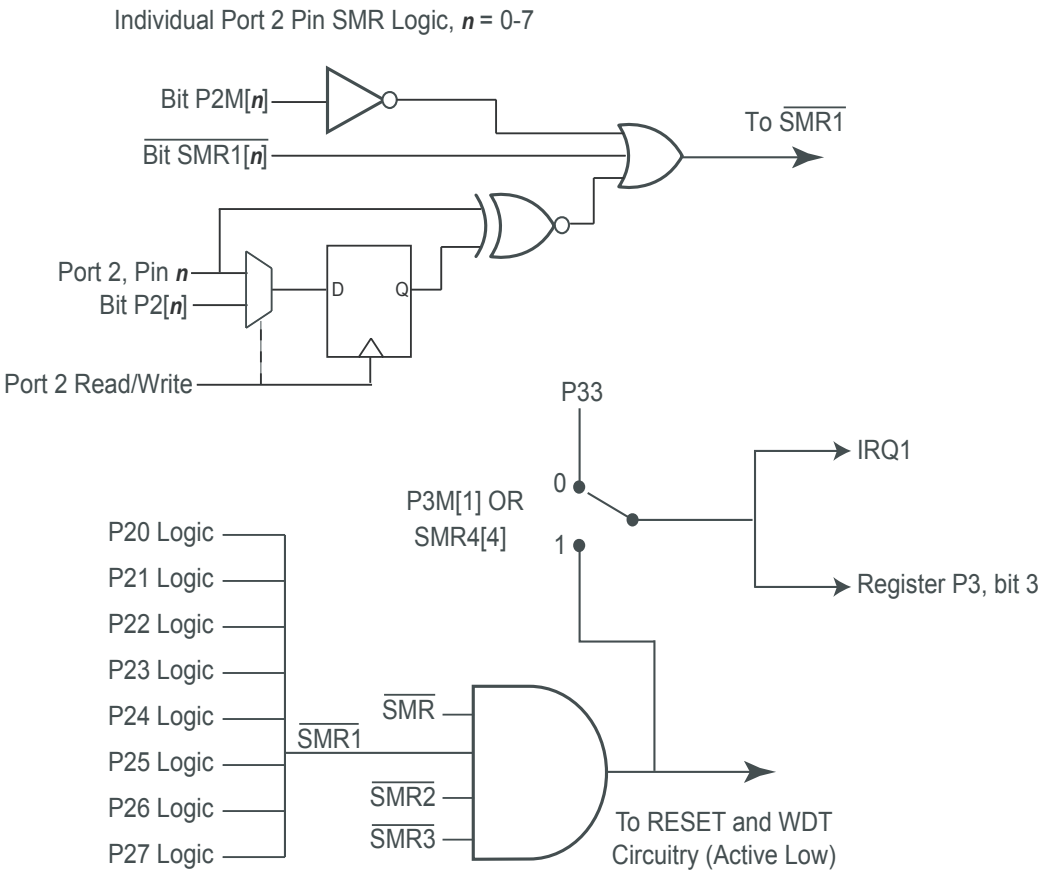 Individual Port 2 Pin SMR Logic, n = 0-7
Bit P2M[n]
To SMR1
Bit SMR1[n]
Port 2, Pin n
D
Q
Bit P2[n]
Port 2 Read/Write
P33
IRQ1
0
P3M[1] OR
SMR4[4]
1
Register P3, bit 3
P20 Logic
P21 Logic
P22 Logic
P23 Logic
P24 Logic
P25 Logic
P26 Logic
P27 Logic
SMR
SMR1
SMR2
SMR3
To RESET and WDT
Circuitry (Active Low)